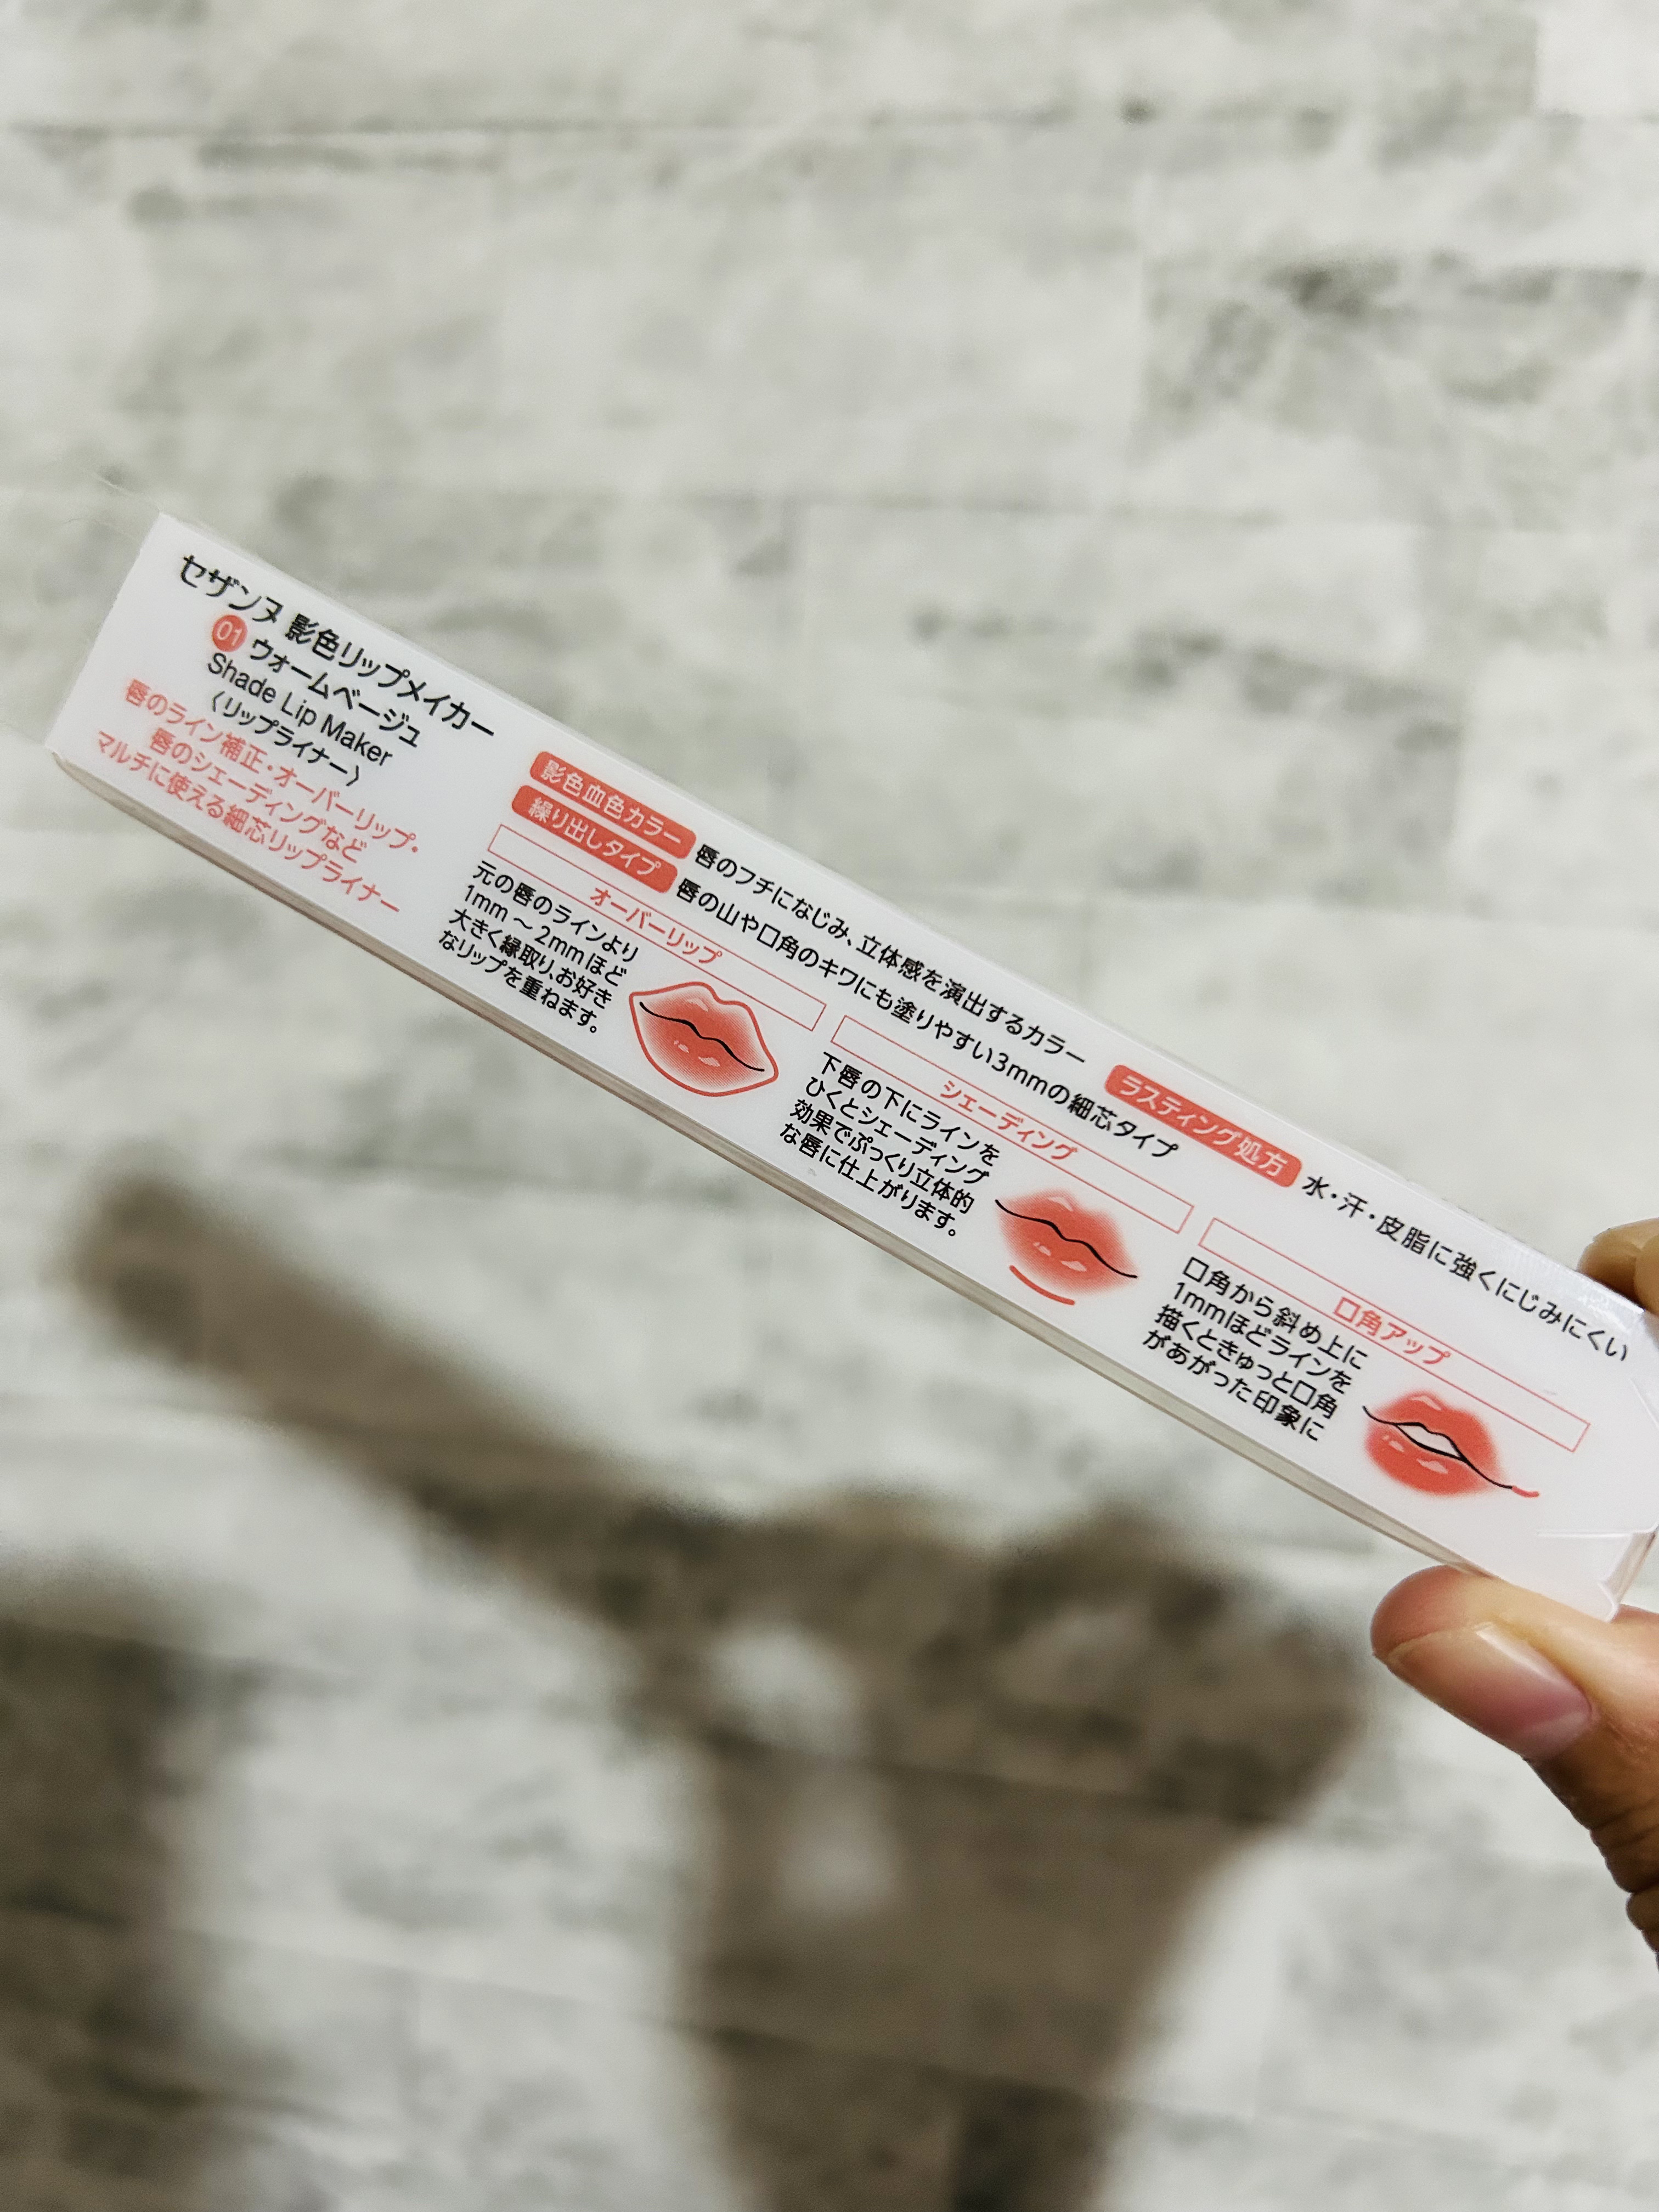 セザンヌ 影色リップメイカー
01 ウォームベージュ
Shade Lip Maker
〈リップライナー〉
唇のライン補正・オーバーリップ・
唇のシェーディングなど
マルチに使える細芯リップライナー
影色血色カラー 唇のフチになじみ、立体感を演出するカラー
ラスティング処方 水・汗・皮脂に強くにじみにくい
繰り出しタイプ 唇の山や口角のキワにも塗りやすい3mmの細芯タイプ
オーバーリップ
元の唇のラインより
1mm～2mmほど
大きく縁取り、お好き
なリップを重ねます。
シェーディング
下唇の下にラインを
ひくとシェーディング
効果でぷっくり立体的
な唇に仕上がります。
口角アップ
口角から斜め上に
1mmほどラインを
描くときゅっと口角
があがった印象に